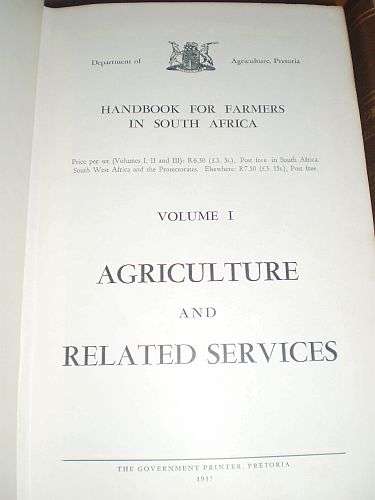 Department of Agriculture, Pretoria
HANDBOOK FOR FARMERS
IN SOUTH AFRICA
Price per set (Volumes I, II and III): R6.50 (£3. 5s.), Post free in South Africa
South West Africa and the Protectorates. Elsewhere: R7.50 (£3. 15s.), Post free.
VOLUME I
AGRICULTURE
AND
RELATED SERVICES
THE GOVERNMENT PRINTER, PRETORIA